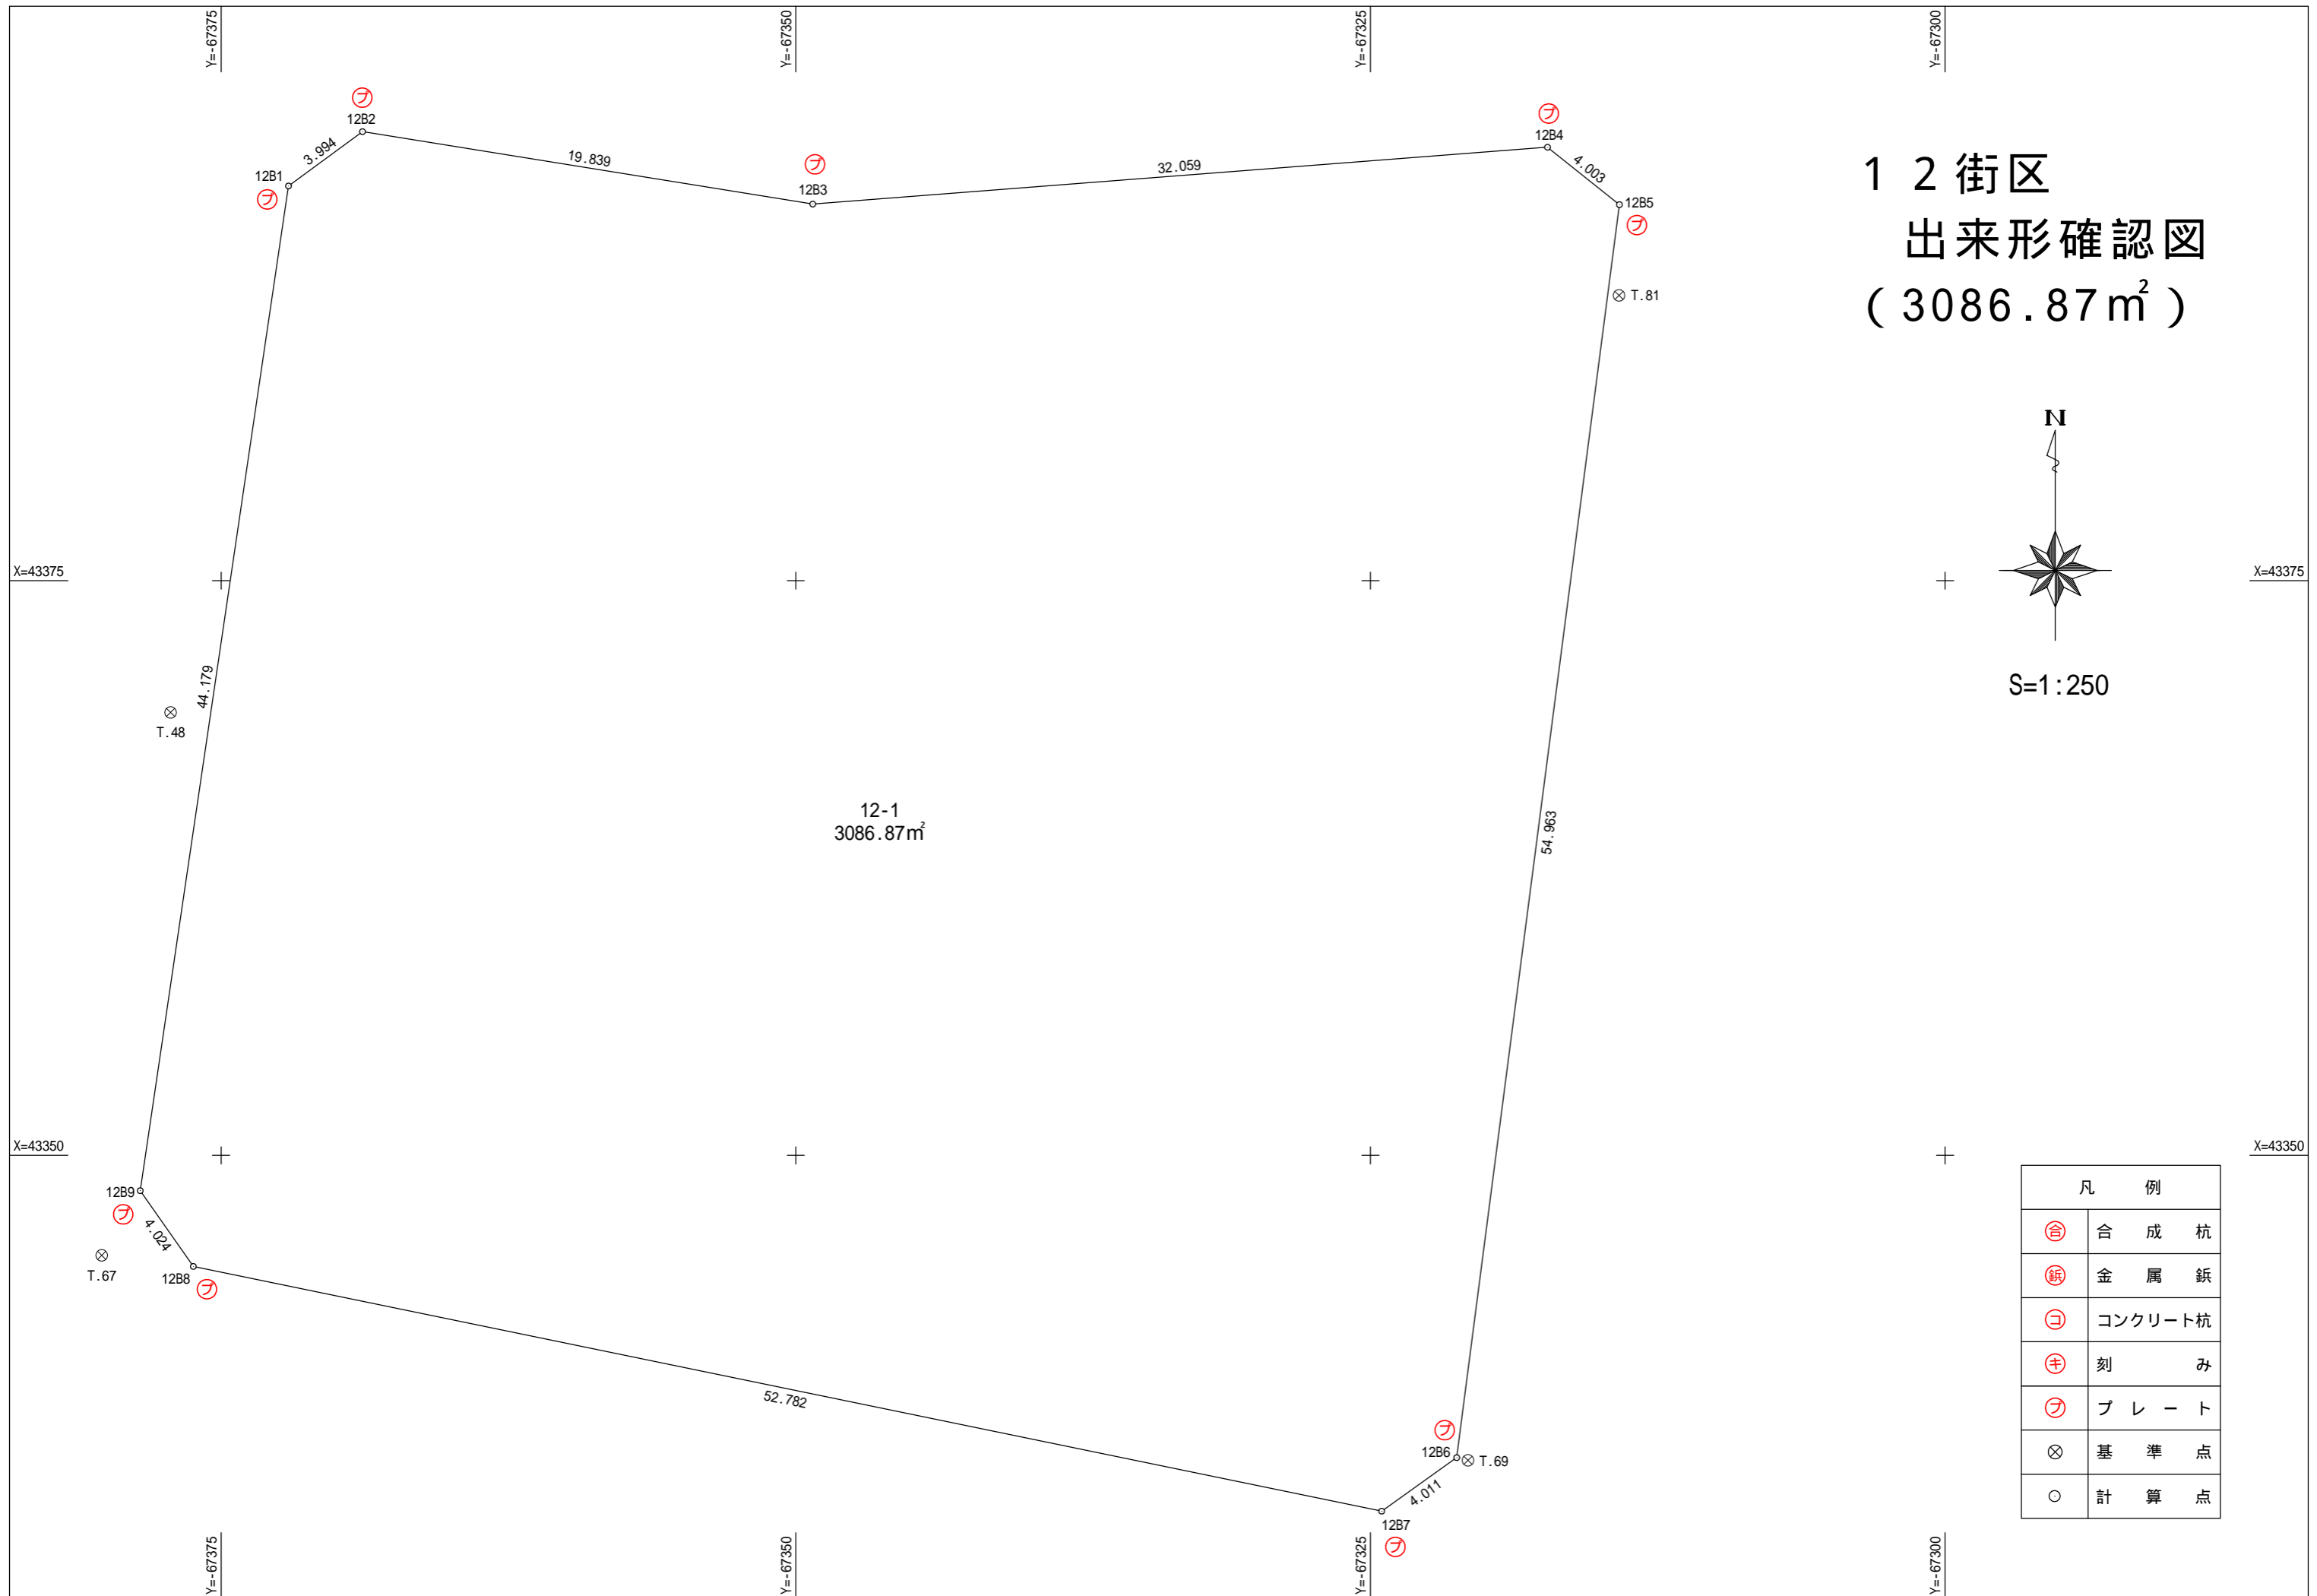 Y=-67375
Y=-67350
Y=-67325
Y=-67300
プ
12B2
プ
12B4
3.994
19.839
プ
12B3
32.059
4.003
12B1
プ
12B5
プ
T.81
12街区
出来形確認図
(3086.87㎡)
N
S=1:250
X=43375
X=43375
44.179
T.48
12-1
3086.87㎡
54.963
X=43350
X=43350
12B9
プ
4.024
T.67
12B8
プ
52.782
プ
12B6
T.69
4.011
12B7
プ
凡 例
合 合成杭
鋲 金属鋲
コ コンクリート杭
キ 刻み
プ プレート
基準点
計算点
Y=-67375
Y=-67350
Y=-67325
Y=-67300